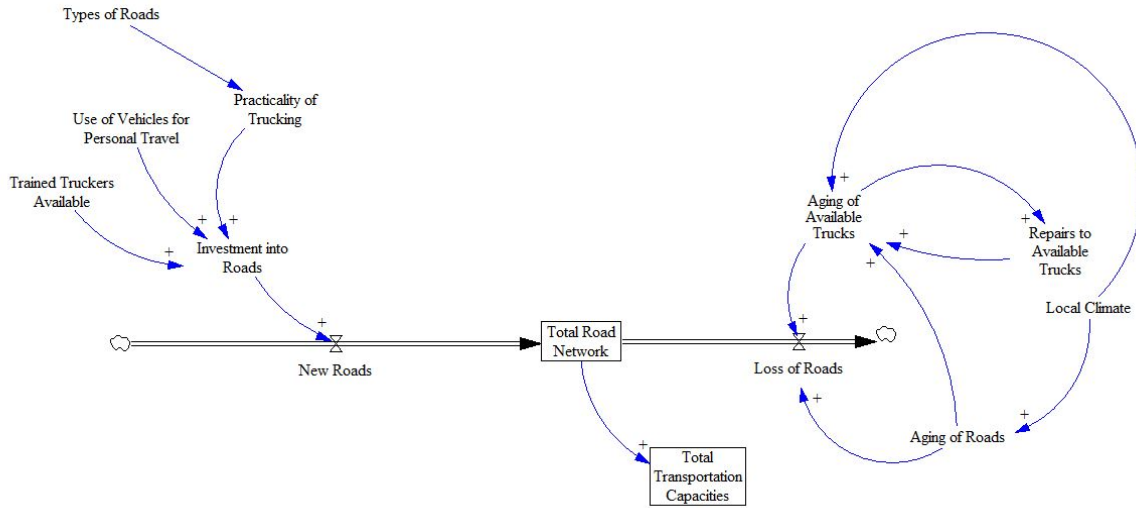 Types of Roads
Practicality of
Trucking
Use of Vehicles for
Personal Travel
Trained Truckers
Available
+
+
+
Investment into
Roads
+
New Roads
Total Road
Network
+
Total
Transportation
Capacities
+
Aging of
Available
Trucks
+
+
+
Repairs to
Available
Trucks
Local Climate
+
Loss of Roads
+
+
Aging of Roads